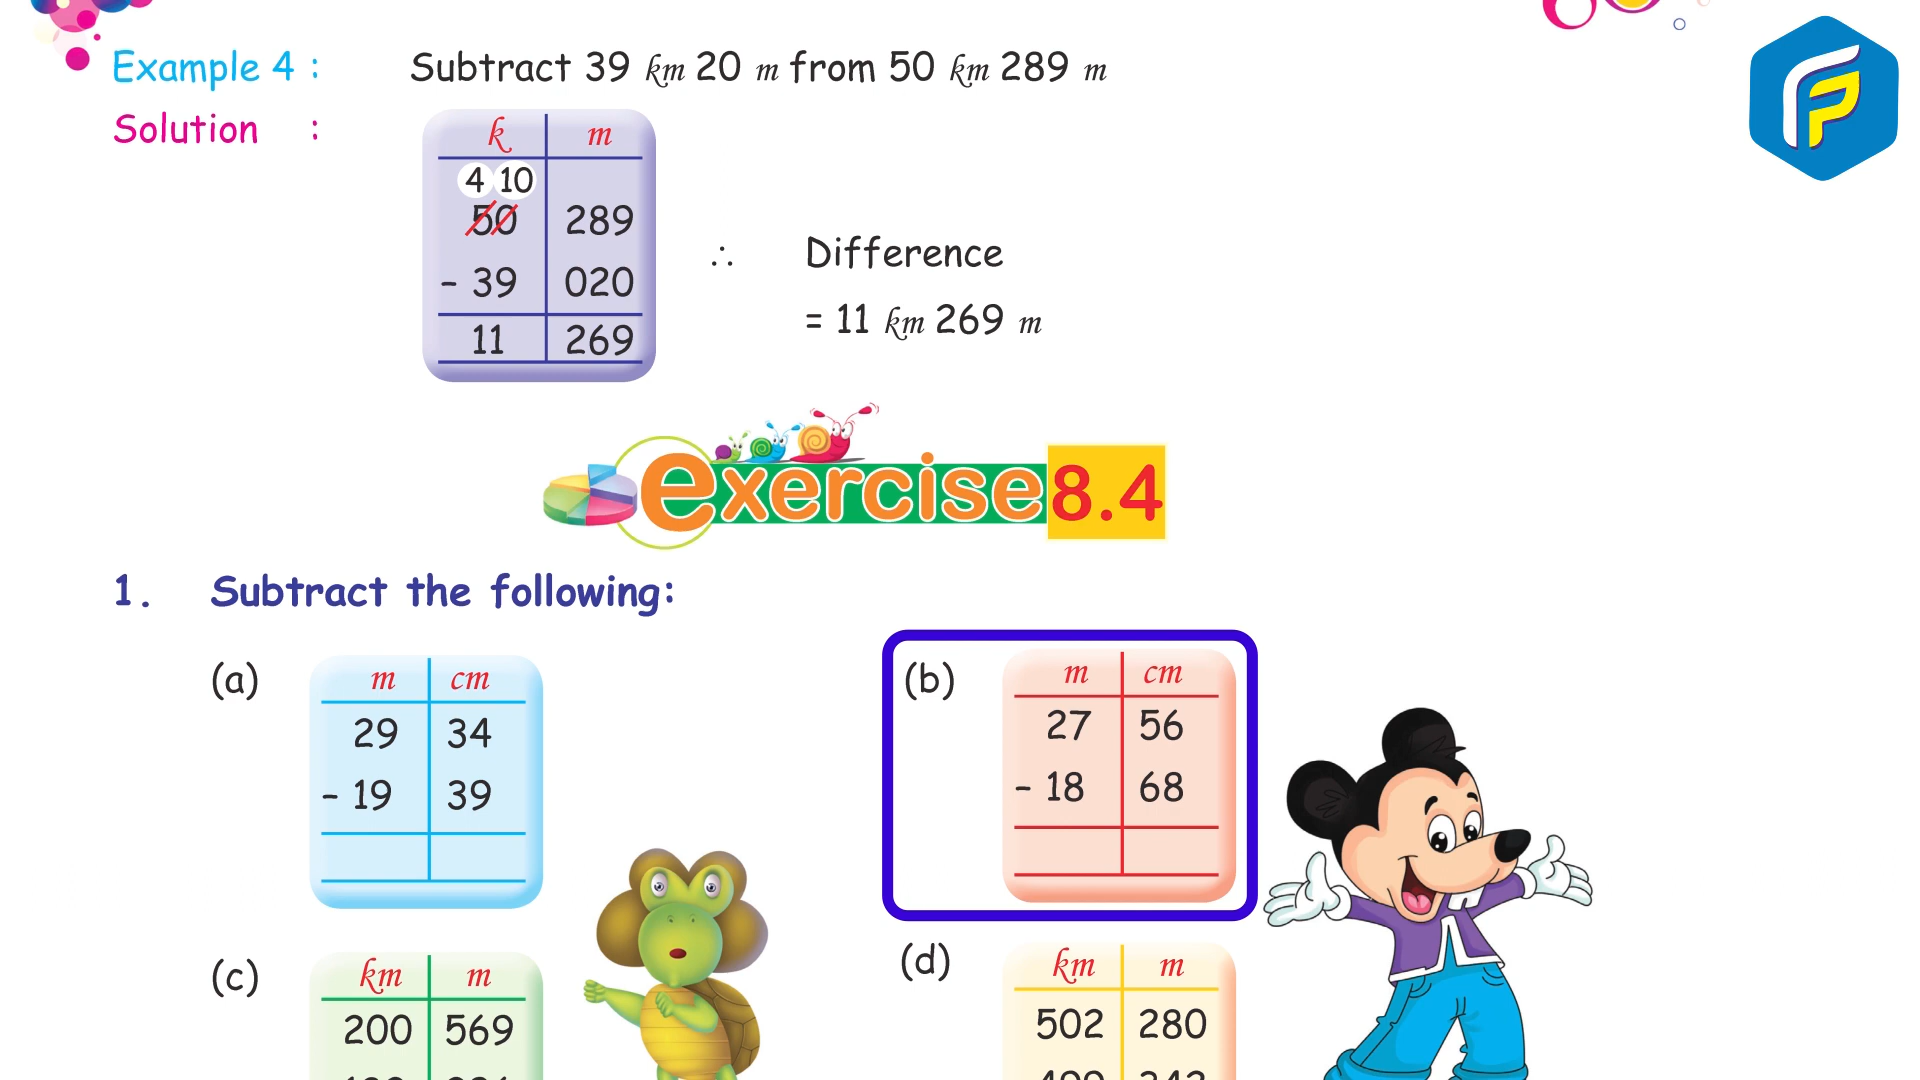 Example 4 : Subtract 39 km 20 m from 50 km 289 m
Solution :
k m
4 10
50 289
- 39 020
11 269
∴ Difference
= 11 km 269 m
exercise 8.4
1. Subtract the following:
(a)
m cm
29 34
- 19 39
(b)
m cm
27 56
- 18 68
(c)
km m
200 569
(d)
km m
502 280